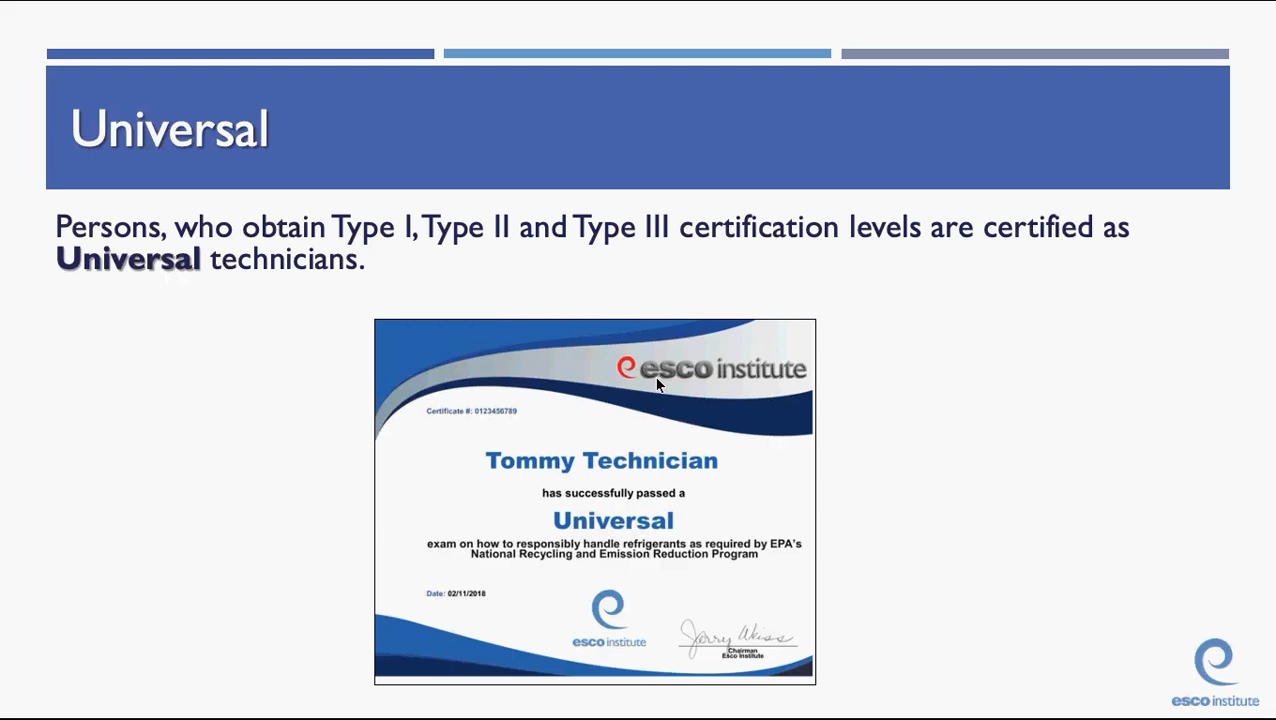 Universal
Persons, who obtain Type I, Type II and Type III certification levels are certified as
Universal technicians.
esco institute
Certificate #: 0123456789
Tommy Technician
has successfully passed a
Universal
exam on how to responsibly handle refrigerants as required by EPA's
National Recycling and Emission Reduction Program
Date: 02/11/2018
esco institute
Jerry Weiss
Chairman
Esco Institute
esco institute